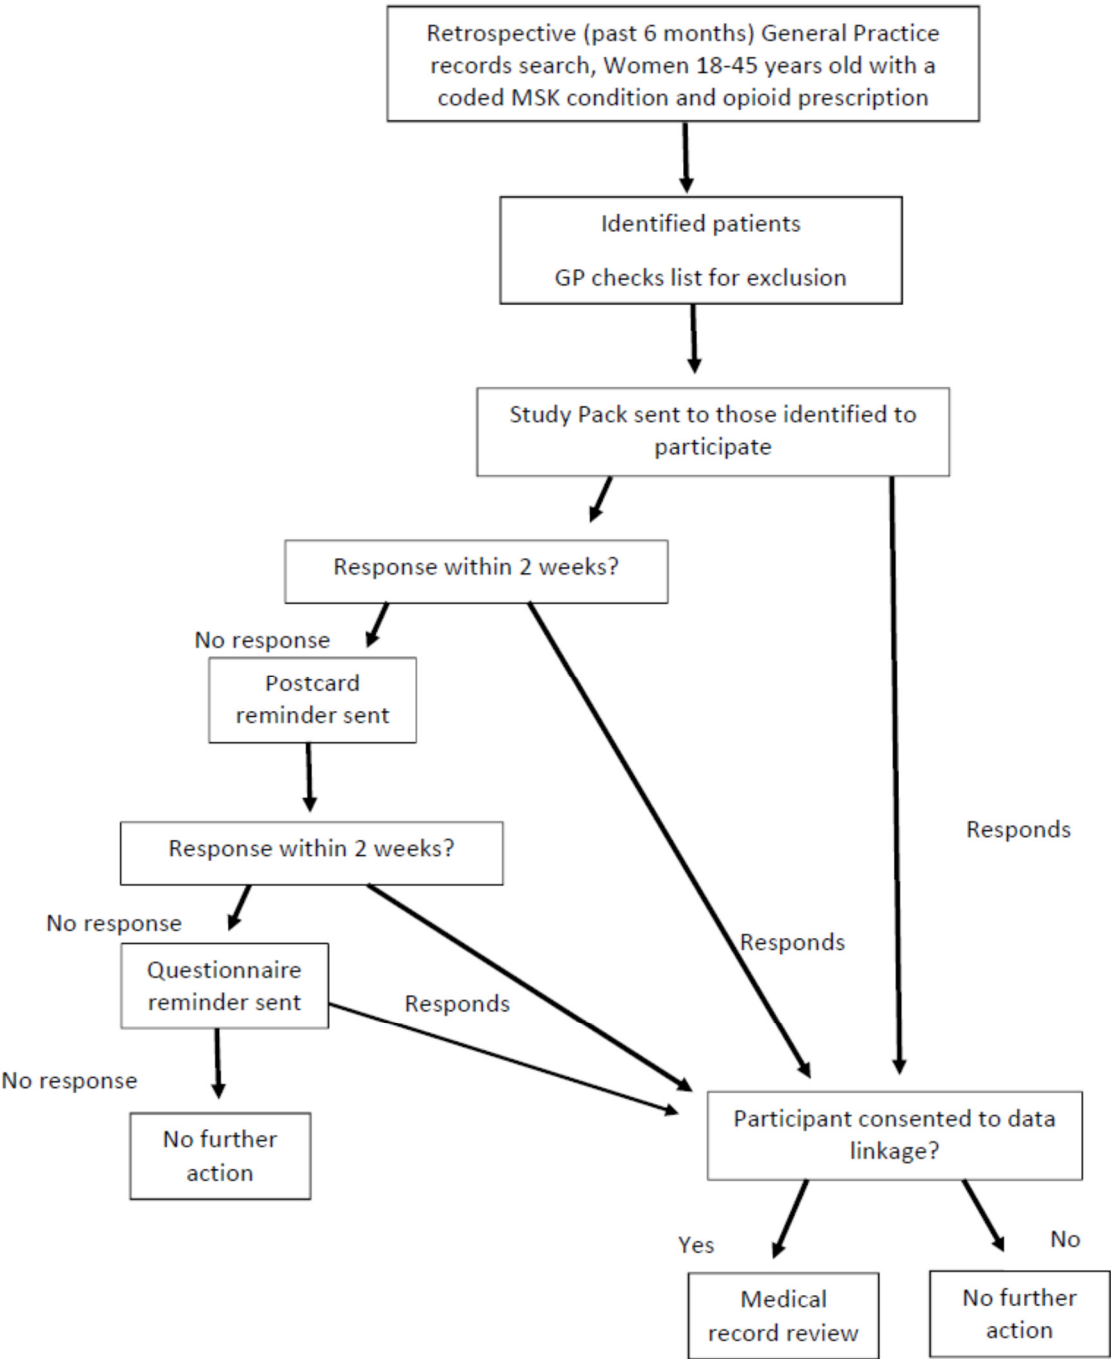 Retrospective (past 6 months) General Practice
records search, Women 18-45 years old with a
coded MSK condition and opioid prescription
Identified patients
GP checks list for exclusion
Study Pack sent to those identified to
participate
Response within 2 weeks?
No response
Postcard
reminder sent
Response within 2 weeks?
Responds
No response
Responds
Questionnaire
reminder sent
Responds
No response
No further
action
Participant consented to data
linkage?
Yes
No
Medical
record review
No further
action